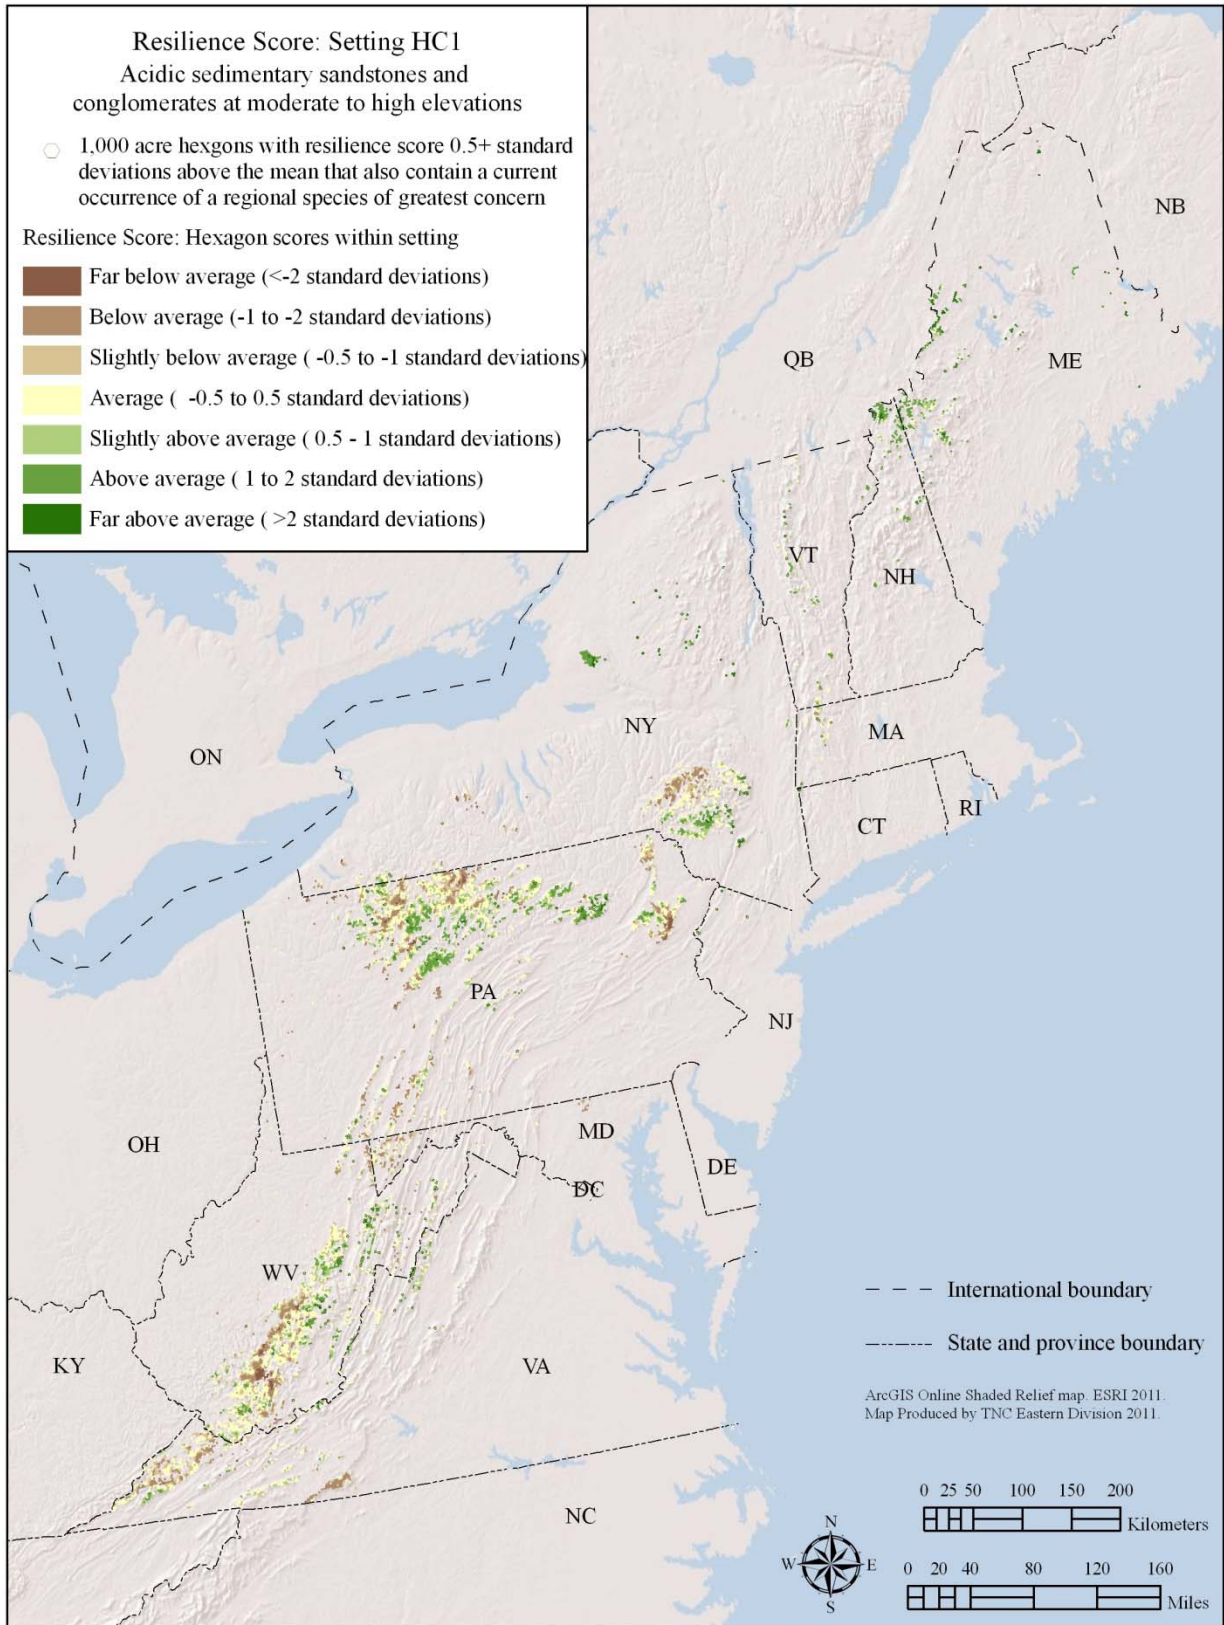 Resilience Score: Setting HC1
Acidic sedimentary sandstones and
conglomerates at moderate to high elevations
1,000 acre hexgons with resilience score 0.5+ standard
deviations above the mean that also contain a current
occurrence of a regional species of greatest concern
Resilience Score: Hexagon scores within setting
Far below average (<-2 standard deviations)
Below average (-1 to -2 standard deviations)
Slightly below average ( -0.5 to -1 standard deviations)
Average ( -0.5 to 0.5 standard deviations)
Slightly above average ( 0.5 - 1 standard deviations)
Above average ( 1 to 2 standard deviations)
Far above average ( >2 standard deviations)
NB
QB
ME
VT
NH
NY
MA
ON
CT
RI
PA
NJ
OH
MD
DE
DC
WV
KY
VA
NC
International boundary
State and province boundary
ArcGIS Online Shaded Relief map. ESRI 2011.
Map Produced by TNC Eastern Division 2011.
0 25 50 100 150 200
Kilometers
N
W E
S
0 20 40 80 120 160
Miles